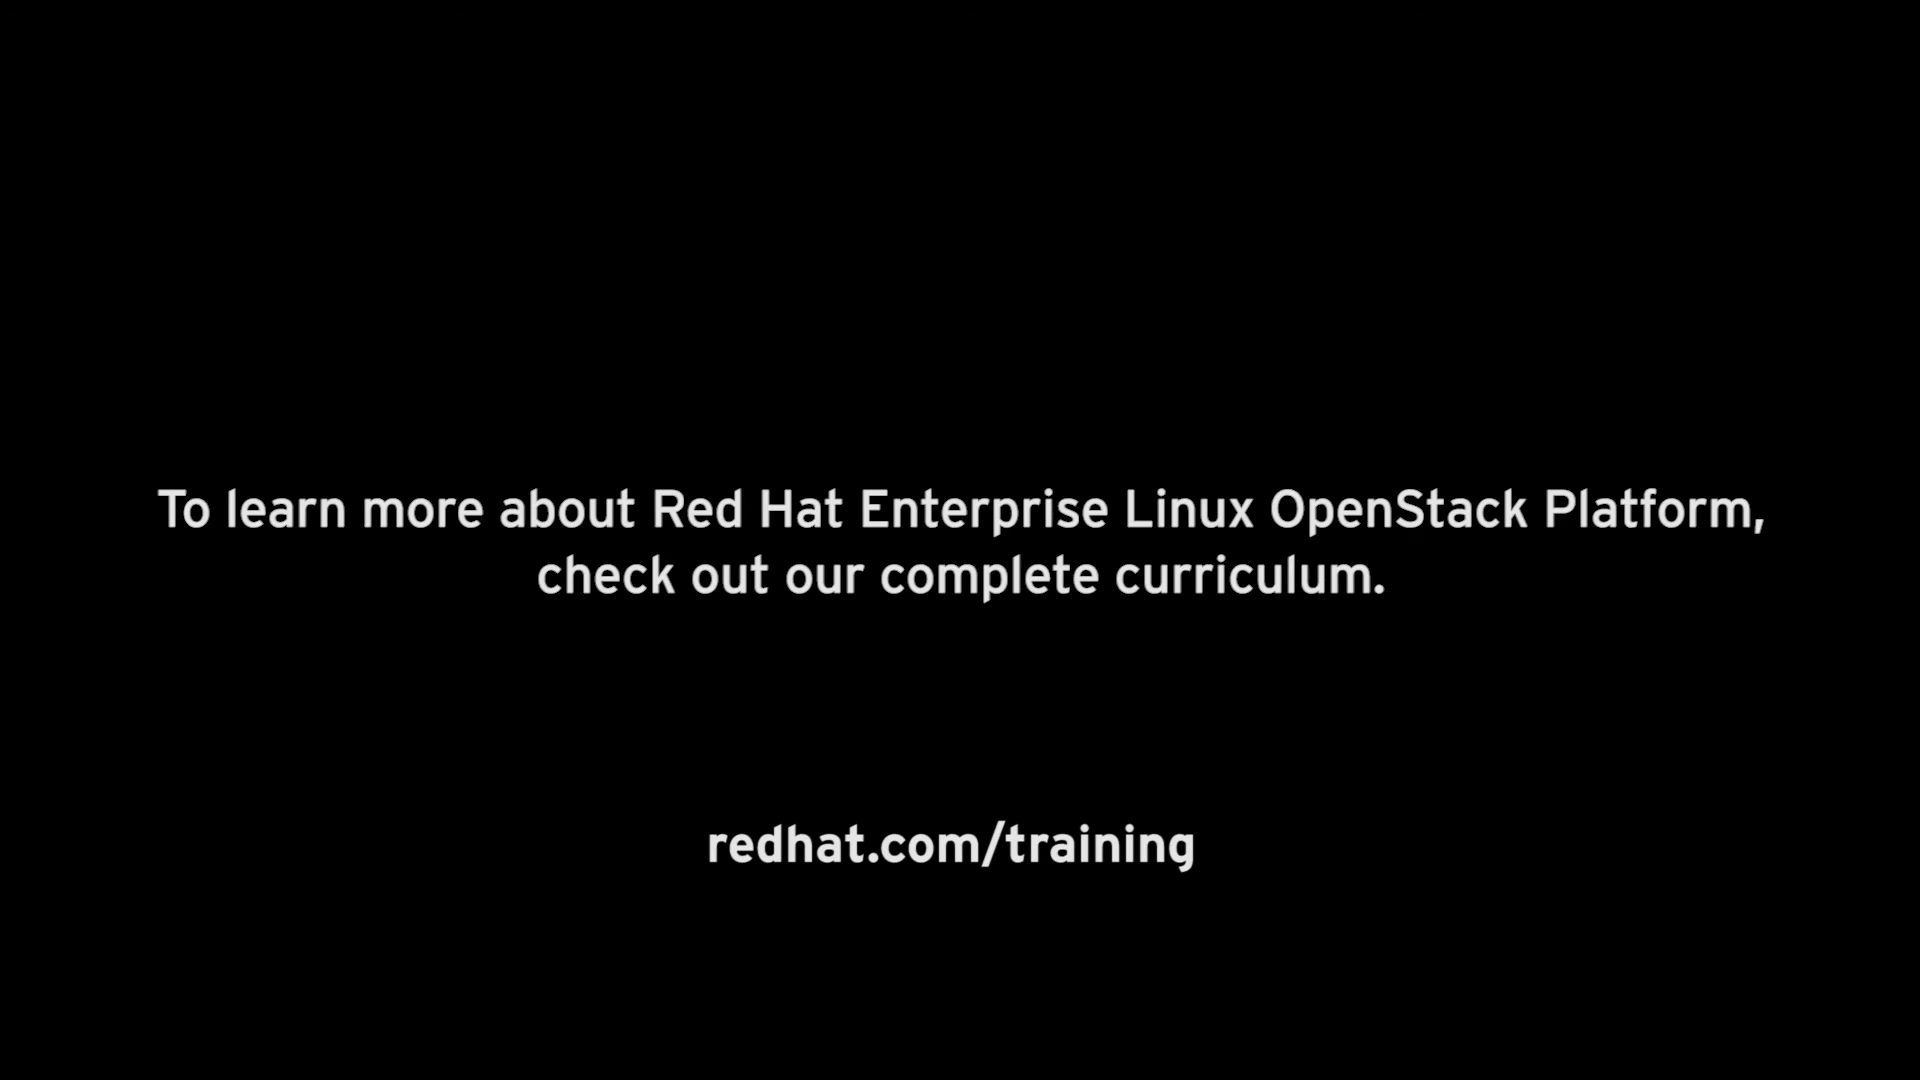 To learn more about Red Hat Enterprise Linux OpenStack Platform,
check out our complete curriculum.
redhat.com/training